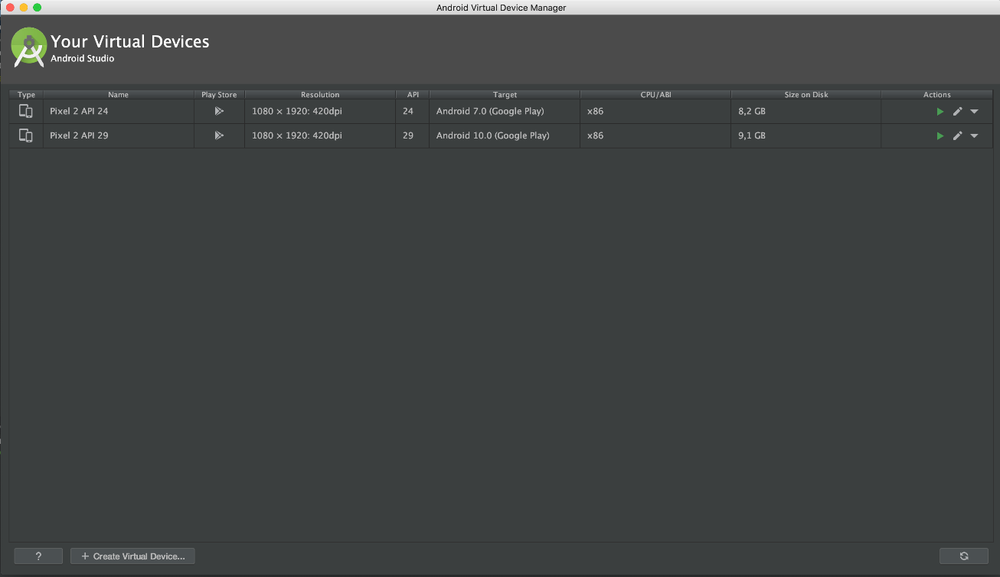 Android Virtual Device Manager
Your Virtual Devices
Android Studio
Type Name Play Store Resolution API Target CPU/ABI Size on Disk Actions
Pixel 2 API 24 1080 × 1920: 420dpi 24 Android 7.0 (Google Play) x86 8,2 GB
Pixel 2 API 29 1080 × 1920: 420dpi 29 Android 10.0 (Google Play) x86 9,1 GB
? + Create Virtual Device...